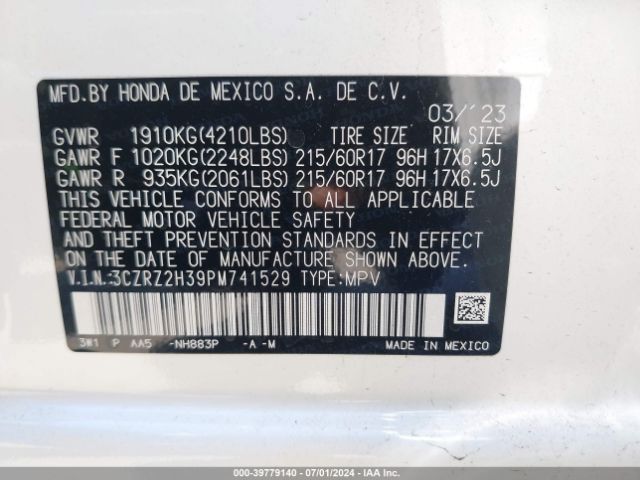 MFD.BY HONDA DE MEXICO S.A. DE C.V.
03/'23
GVWR 1910KG(4210LBS) TIRE SIZE RIM SIZE
GAWR F 1020KG(2248LBS) 215/60R17 96H 17X6.5J
GAWR R 935KG(2061LBS) 215/60R17 96H 17X6.5J
THIS VEHICLE CONFORMS TO ALL APPLICABLE
FEDERAL MOTOR VEHICLE SAFETY
AND THEFT PREVENTION STANDARDS IN EFFECT
ON THE DATE OF MANUFACTURE SHOWN ABOVE.
V.I.N.:3CZRZ2H39PM741529 TYPE:MPV
3W1 P AA5 -NH883P -A -M MADE IN MEXICO
000-39779140 - 07/01/2024 - IAA Inc.